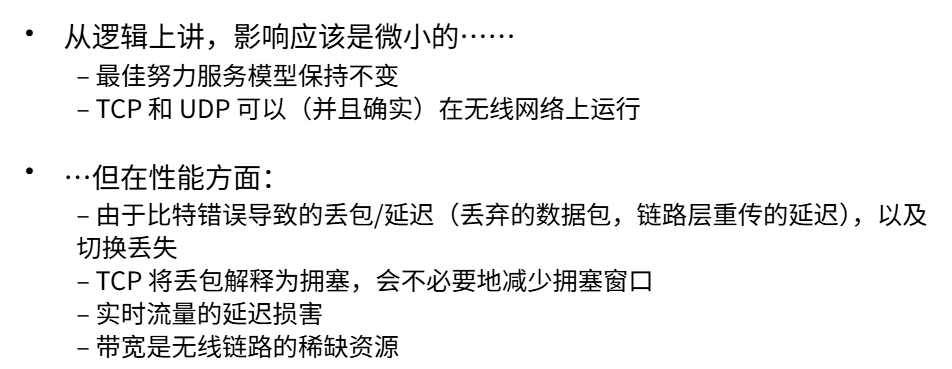 • 从逻辑上讲，影响应该是微小的……
– 最佳努力服务模型保持不变
– TCP 和 UDP 可以（并且确实）在无线网络上运行
• …但在性能方面：
– 由于比特错误导致的丢包/延迟（丢弃的数据包，链路层重传的延迟），以及
切换丢失
– TCP 将丢包解释为拥塞，会不必要地减少拥塞窗口
– 实时流量的延迟损害
– 带宽是无线链路的稀缺资源